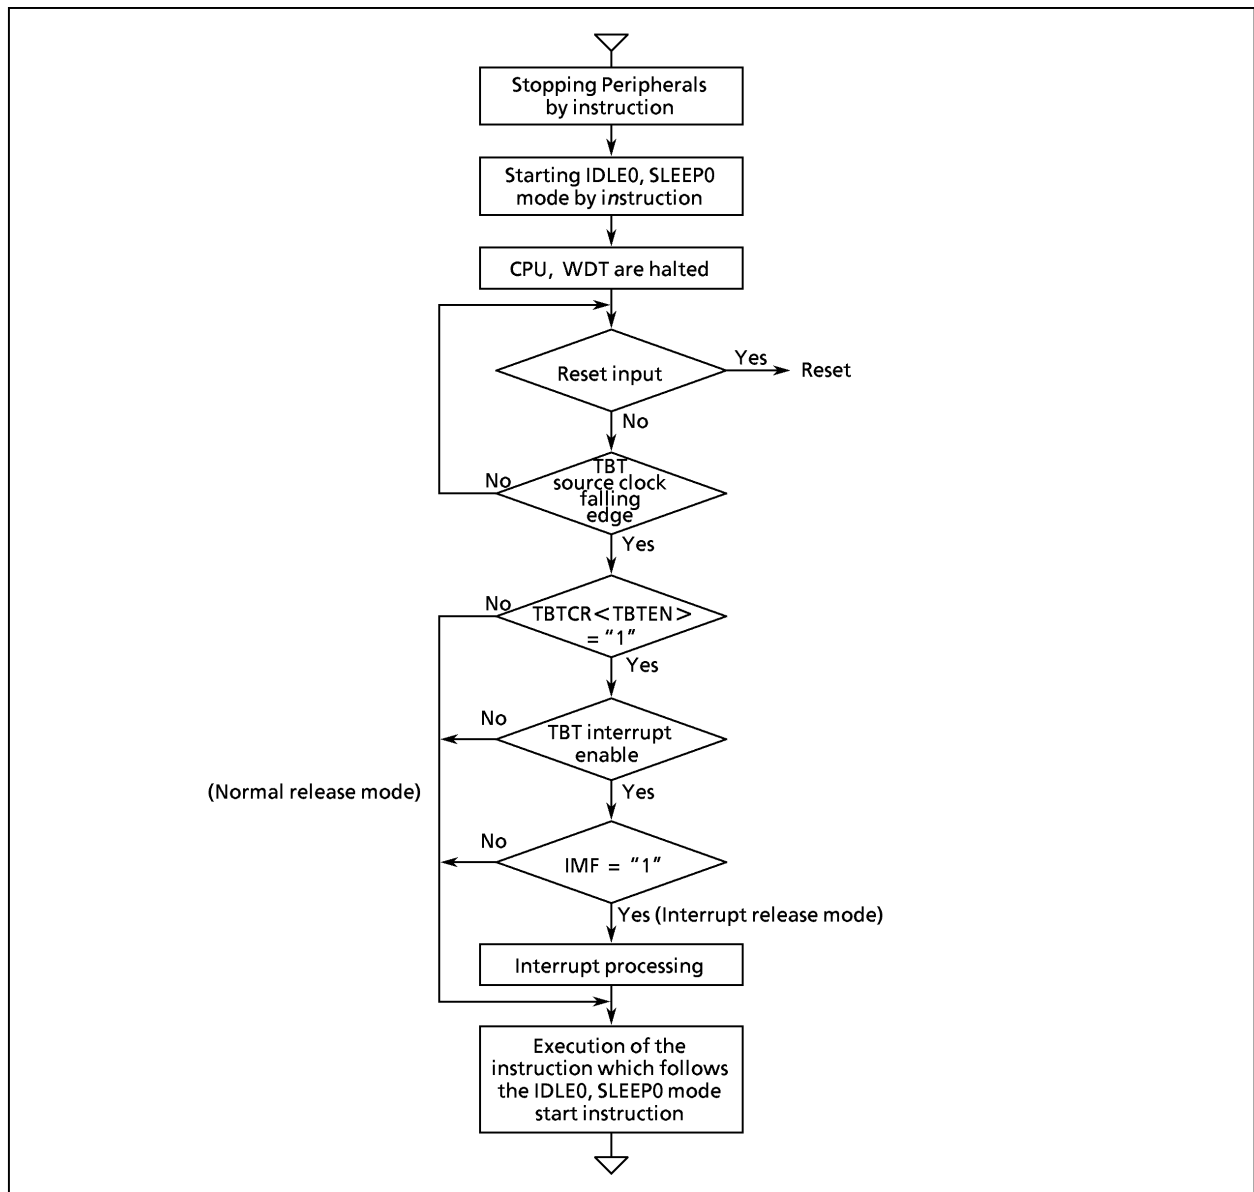 Stopping Peripherals
by instruction
Starting IDLE0, SLEEP0
mode by instruction
CPU, WDT are halted
Yes
Reset input
Reset
No
No
TBT
source clock
falling
edge
Yes
No
TBTCR<TBTEN>
= “1”
Yes
No
TBT interrupt
enable
(Normal release mode)
Yes
No
IMF = “1”
Yes (Interrupt release mode)
Interrupt processing
Execution of the
instruction which follows
the IDLE0, SLEEP0 mode
start instruction